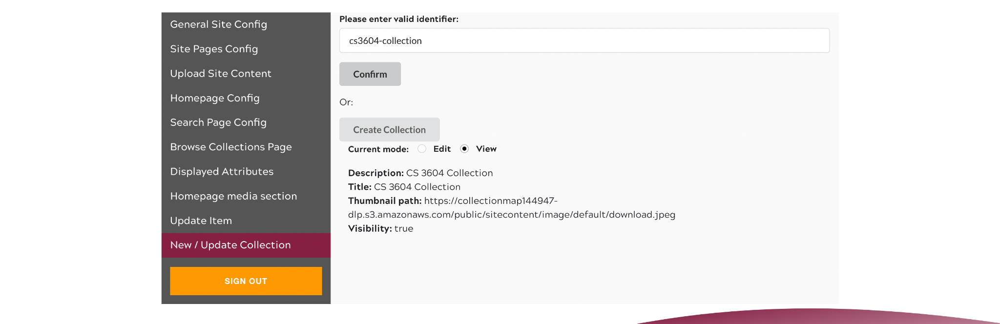 General Site Config
Site Pages Config
Upload Site Content
Homepage Config
Search Page Config
Browse Collections Page
Displayed Attributes
Homepage media section
Update Item
New / Update Collection
SIGN OUT
Please enter valid identifier:
cs3604-collection
Confirm
Or:
Create Collection
Current mode: Edit View
Description: CS 3604 Collection
Title: CS 3604 Collection
Thumbnail path: https://collectionmap144947-
dlp.s3.amazonaws.com/public/sitecontent/image/default/download.jpeg
Visibility: true